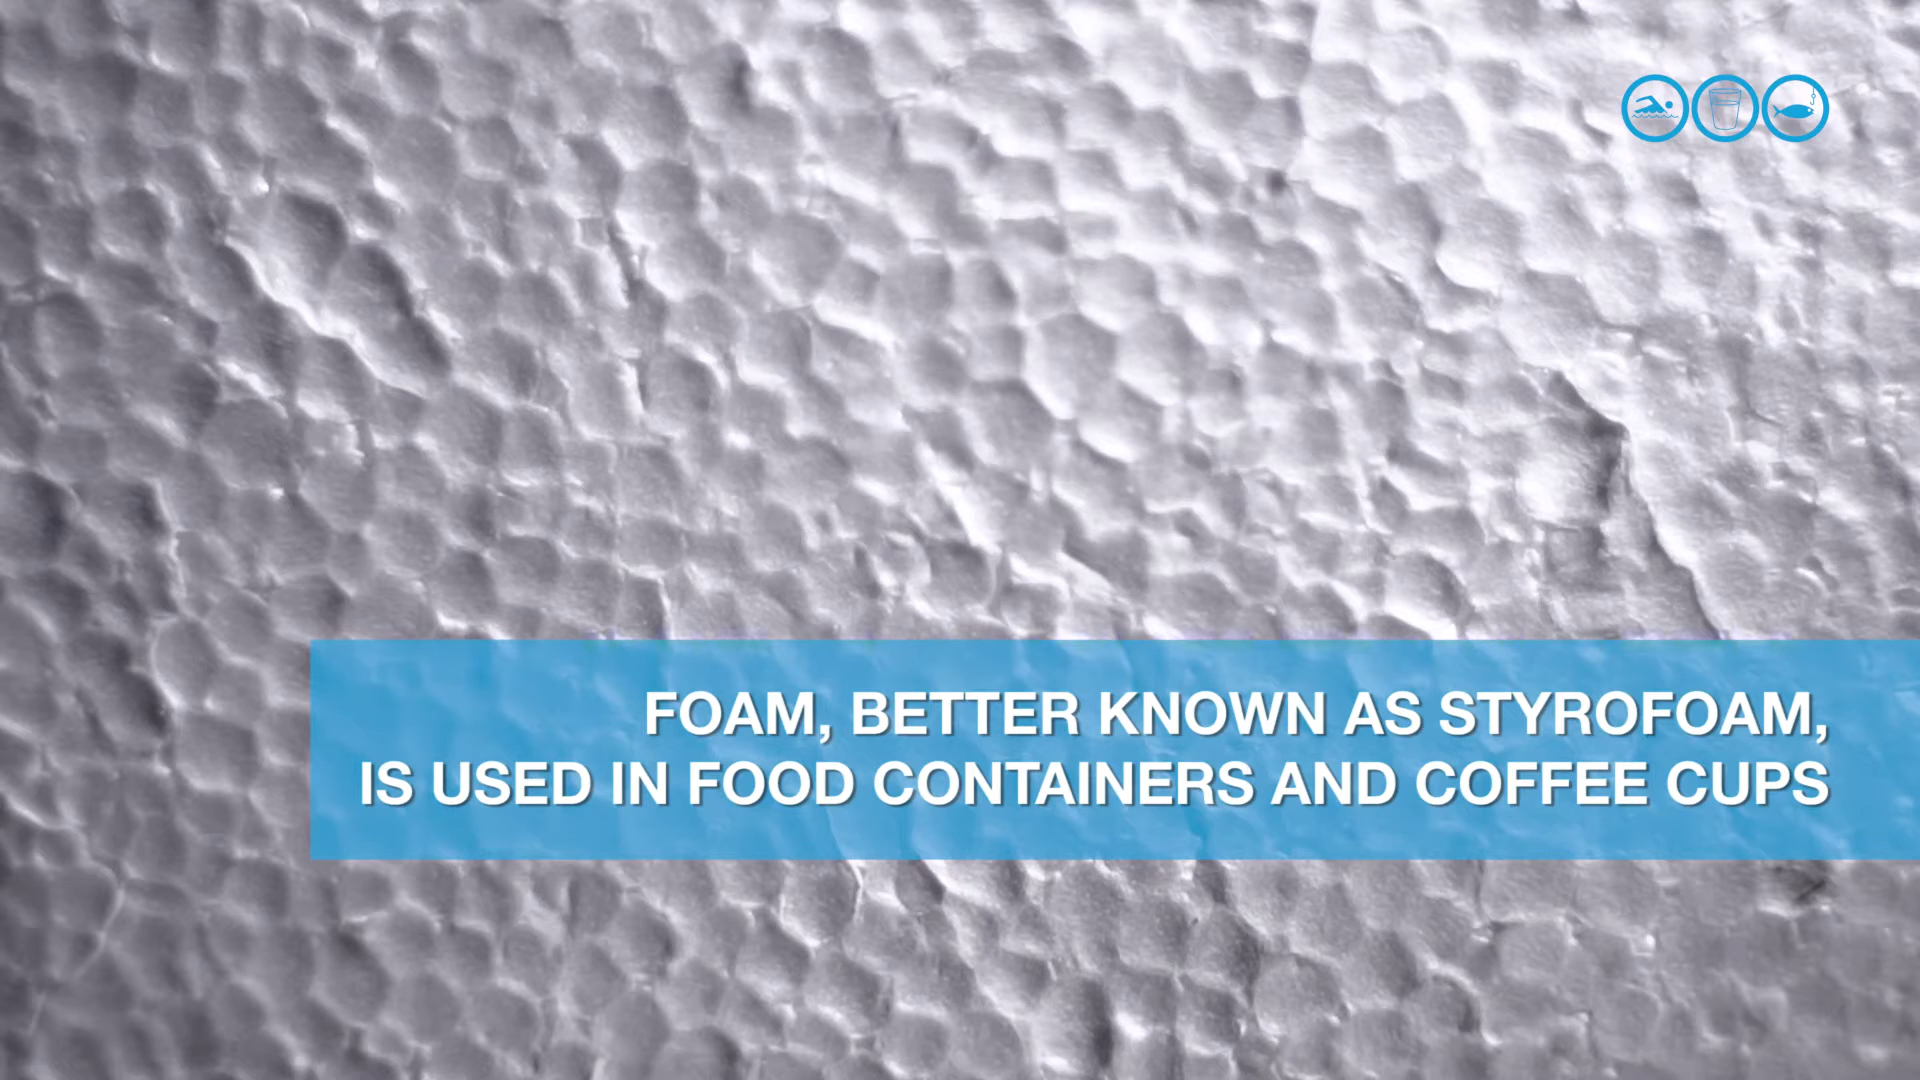 FOAM, BETTER KNOWN AS STYROFOAM,
IS USED IN FOOD CONTAINERS AND COFFEE CUPS